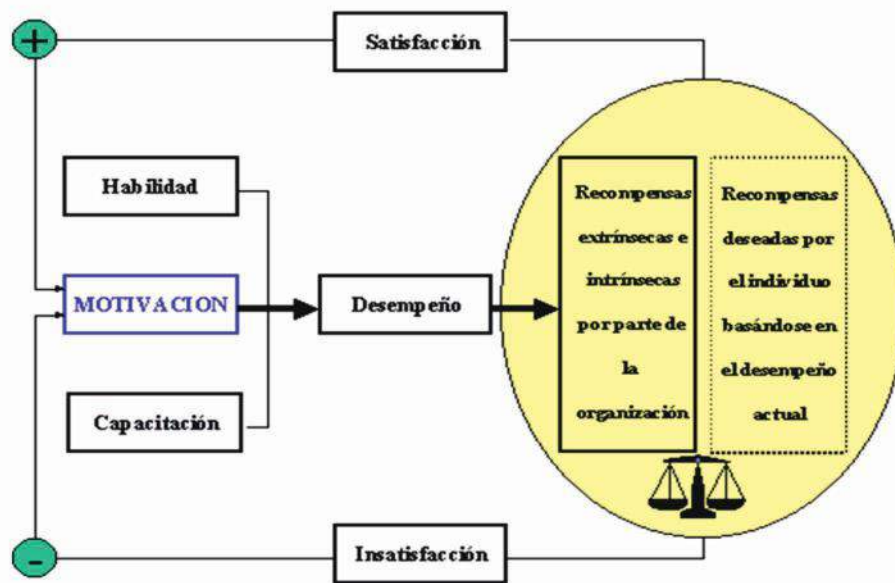 +
Satisfacción
Habilidad
MOTIVACION
Capacitación
Desempeño
Recompensas
extrínsecas e
intrínsecas
por parte de
la
organización
Recompensas
deseadas por
el individuo
basándose en
el desempeño
actual
-
Insatisfacción